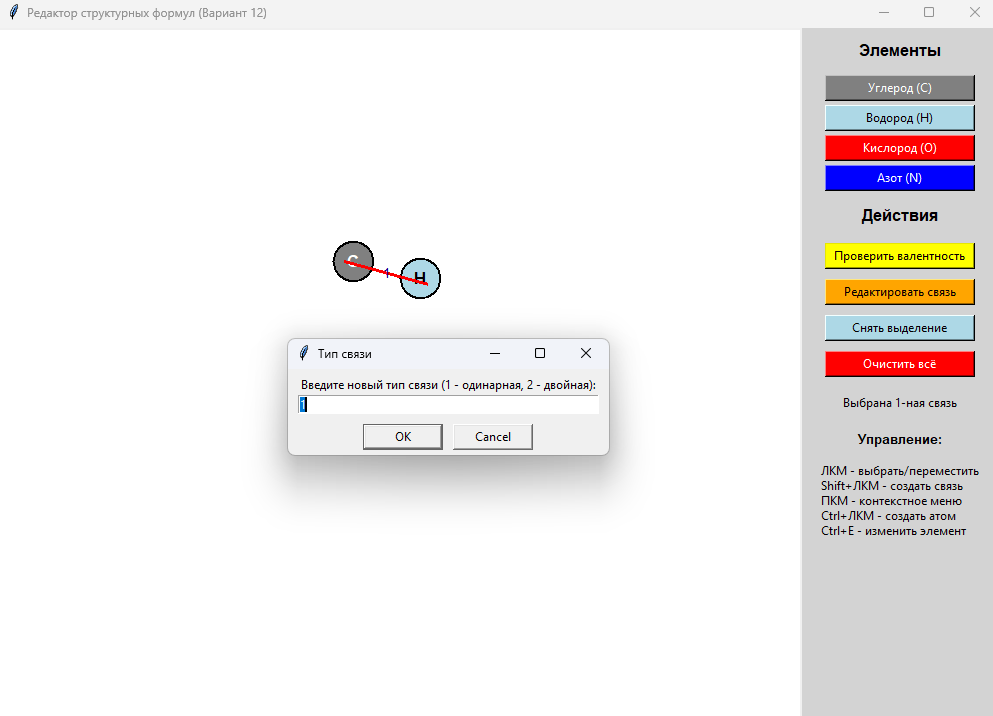 Редактор структурных формул (Вариант 12)
Элементы
Углерод (C)
Водород (H)
Кислород (O)
Азот (N)
Действия
Проверить валентность
Редактировать связь
Снять выделение
Очистить всё
Выбрана 1-ная связь
Управление:
ЛКМ - выбрать/переместить
Shift+ЛКМ - создать связь
ПКМ - контекстное меню
Ctrl+ЛКМ - создать атом
Ctrl+E - изменить элемент
C
1
H
Тип связи
Введите новый тип связи (1 - одинарная, 2 - двойная):
1
OK
Cancel